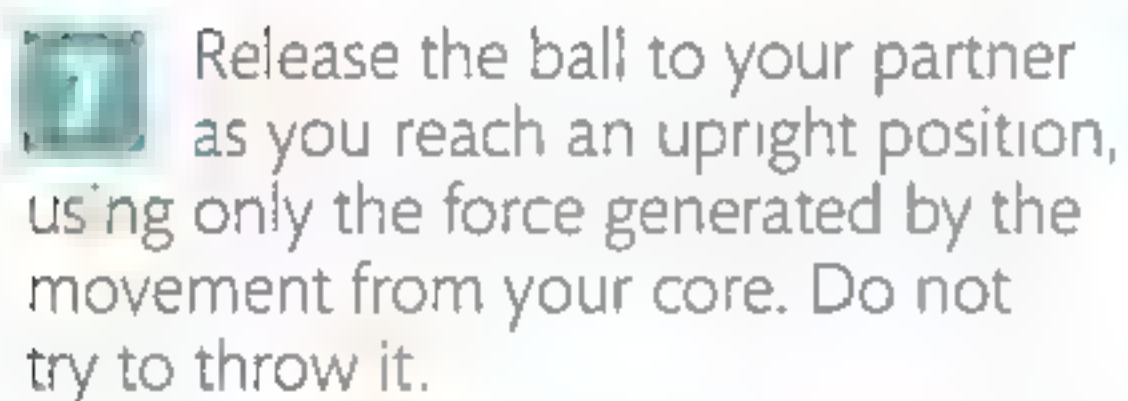 Release the ball to your partner
as you reach an upright position,
using only the force generated by the
movement from your core. Do not
try to throw it.